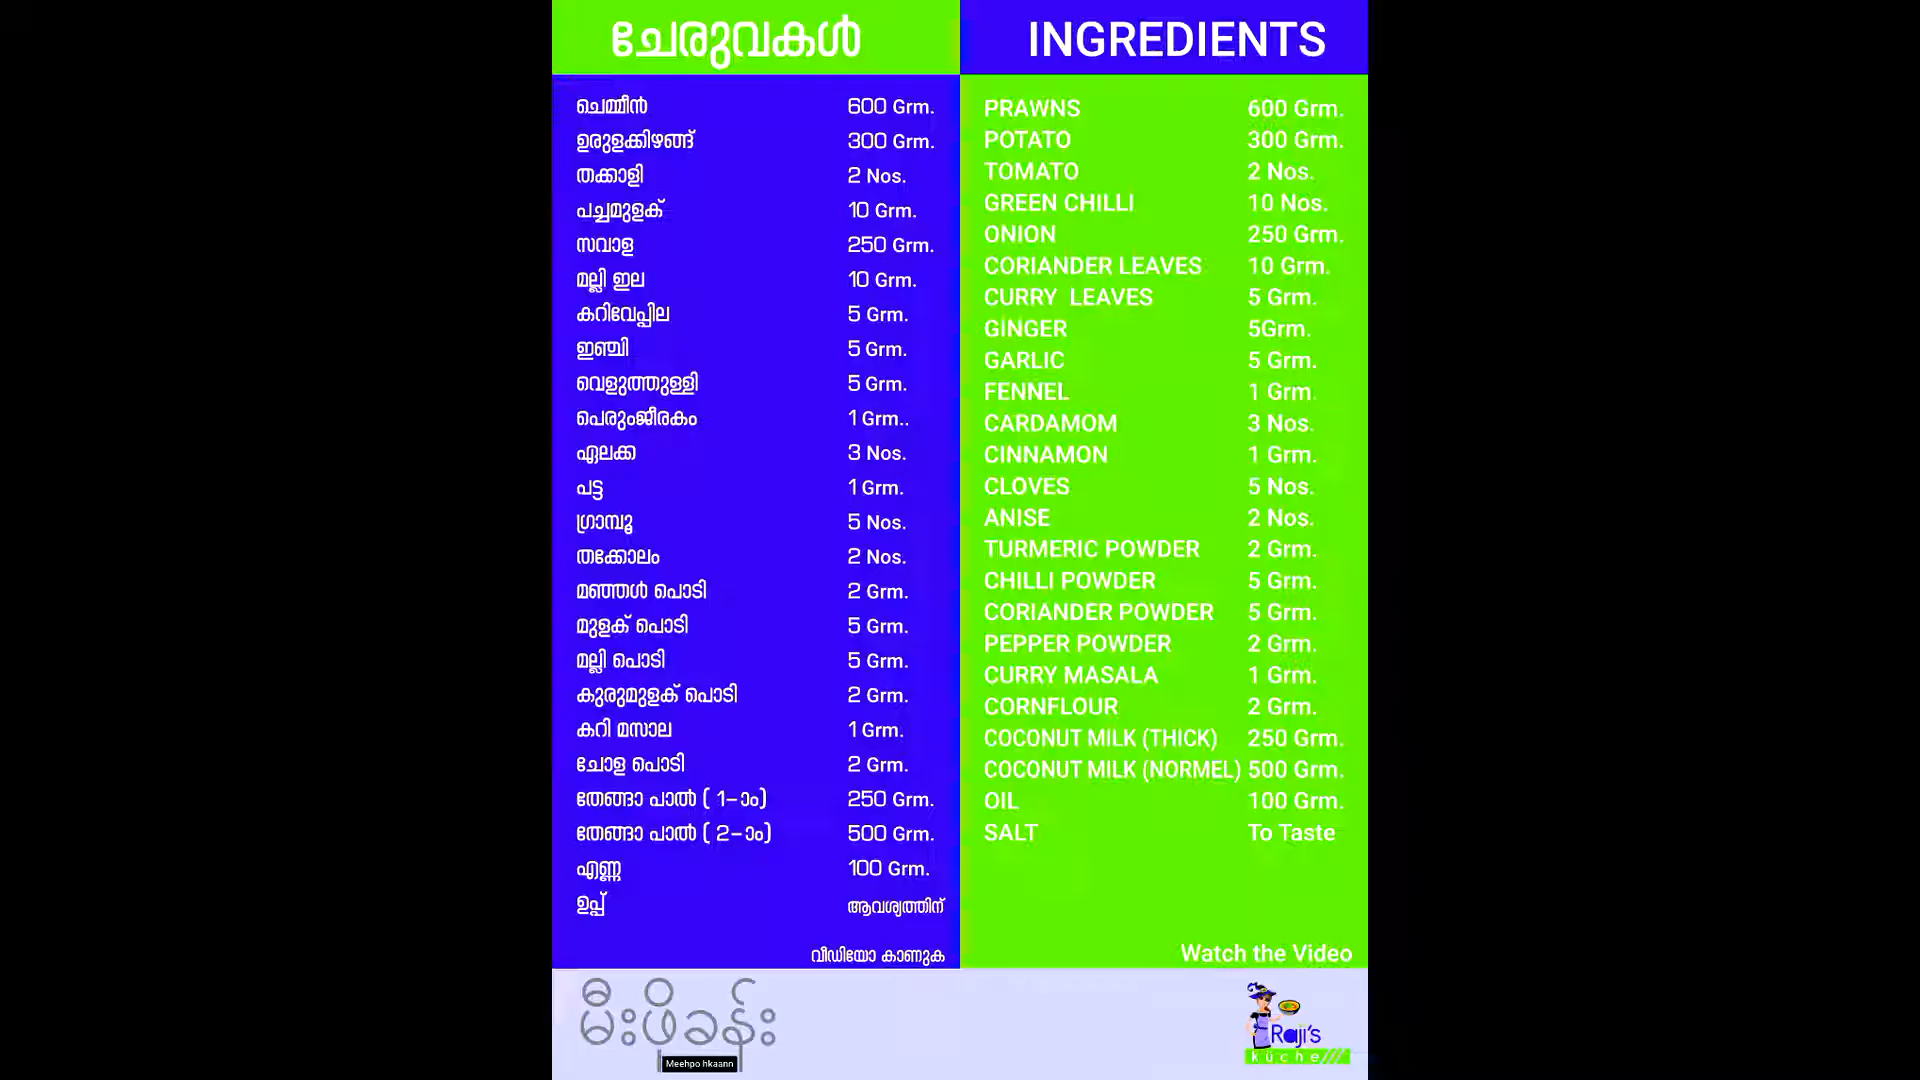 ചേരുവകൾ
ചെമ്മീൻ 600 Grm.
ഉരുളക്കിഴങ്ങ് 300 Grm.
തക്കാളി 2 Nos.
പച്ചമുളക് 10 Grm.
സവാള 250 Grm.
മല്ലി ഇല 10 Grm.
കറിവേപ്പില 5 Grm.
ഇഞ്ചി 5 Grm.
വെളുത്തുള്ളി 5 Grm.
പെരുംജീരകം 1 Grm..
ഏലക്ക 3 Nos.
പട്ട 1 Grm.
ഗ്രാമ്പൂ 5 Nos.
തക്കോലം 2 Nos.
മഞ്ഞൾ പൊടി 2 Grm.
മുളക് പൊടി 5 Grm.
മല്ലി പൊടി 5 Grm.
കുരുമുളക് പൊടി 2 Grm.
കറി മസാല 1 Grm.
ചോള പൊടി 2 Grm.
തേങ്ങാ പാൽ ( 1-ാം) 250 Grm.
തേങ്ങാ പാൽ ( 2-ാം) 500 Grm.
എണ്ണ 100 Grm.
ഉപ്പ് ആവശ്യത്തിന്
വീഡിയോ കാണുക
INGREDIENTS
PRAWNS 600 Grm.
POTATO 300 Grm.
TOMATO 2 Nos.
GREEN CHILLI 10 Nos.
ONION 250 Grm.
CORIANDER LEAVES 10 Grm.
CURRY LEAVES 5 Grm.
GINGER 5Grm.
GARLIC 5 Grm.
FENNEL 1 Grm.
CARDAMOM 3 Nos.
CINNAMON 1 Grm.
CLOVES 5 Nos.
ANISE 2 Nos.
TURMERIC POWDER 2 Grm.
CHILLI POWDER 5 Grm.
CORIANDER POWDER 5 Grm.
PEPPER POWDER 2 Grm.
CURRY MASALA 1 Grm.
CORNFLOUR 2 Grm.
COCONUT MILK (THICK) 250 Grm.
COCONUT MILK (NORMEL) 500 Grm.
OIL 100 Grm.
SALT To Taste
Watch the Video
မီးဖိုခန်း
Meehpo hkaann
Raji's
küche